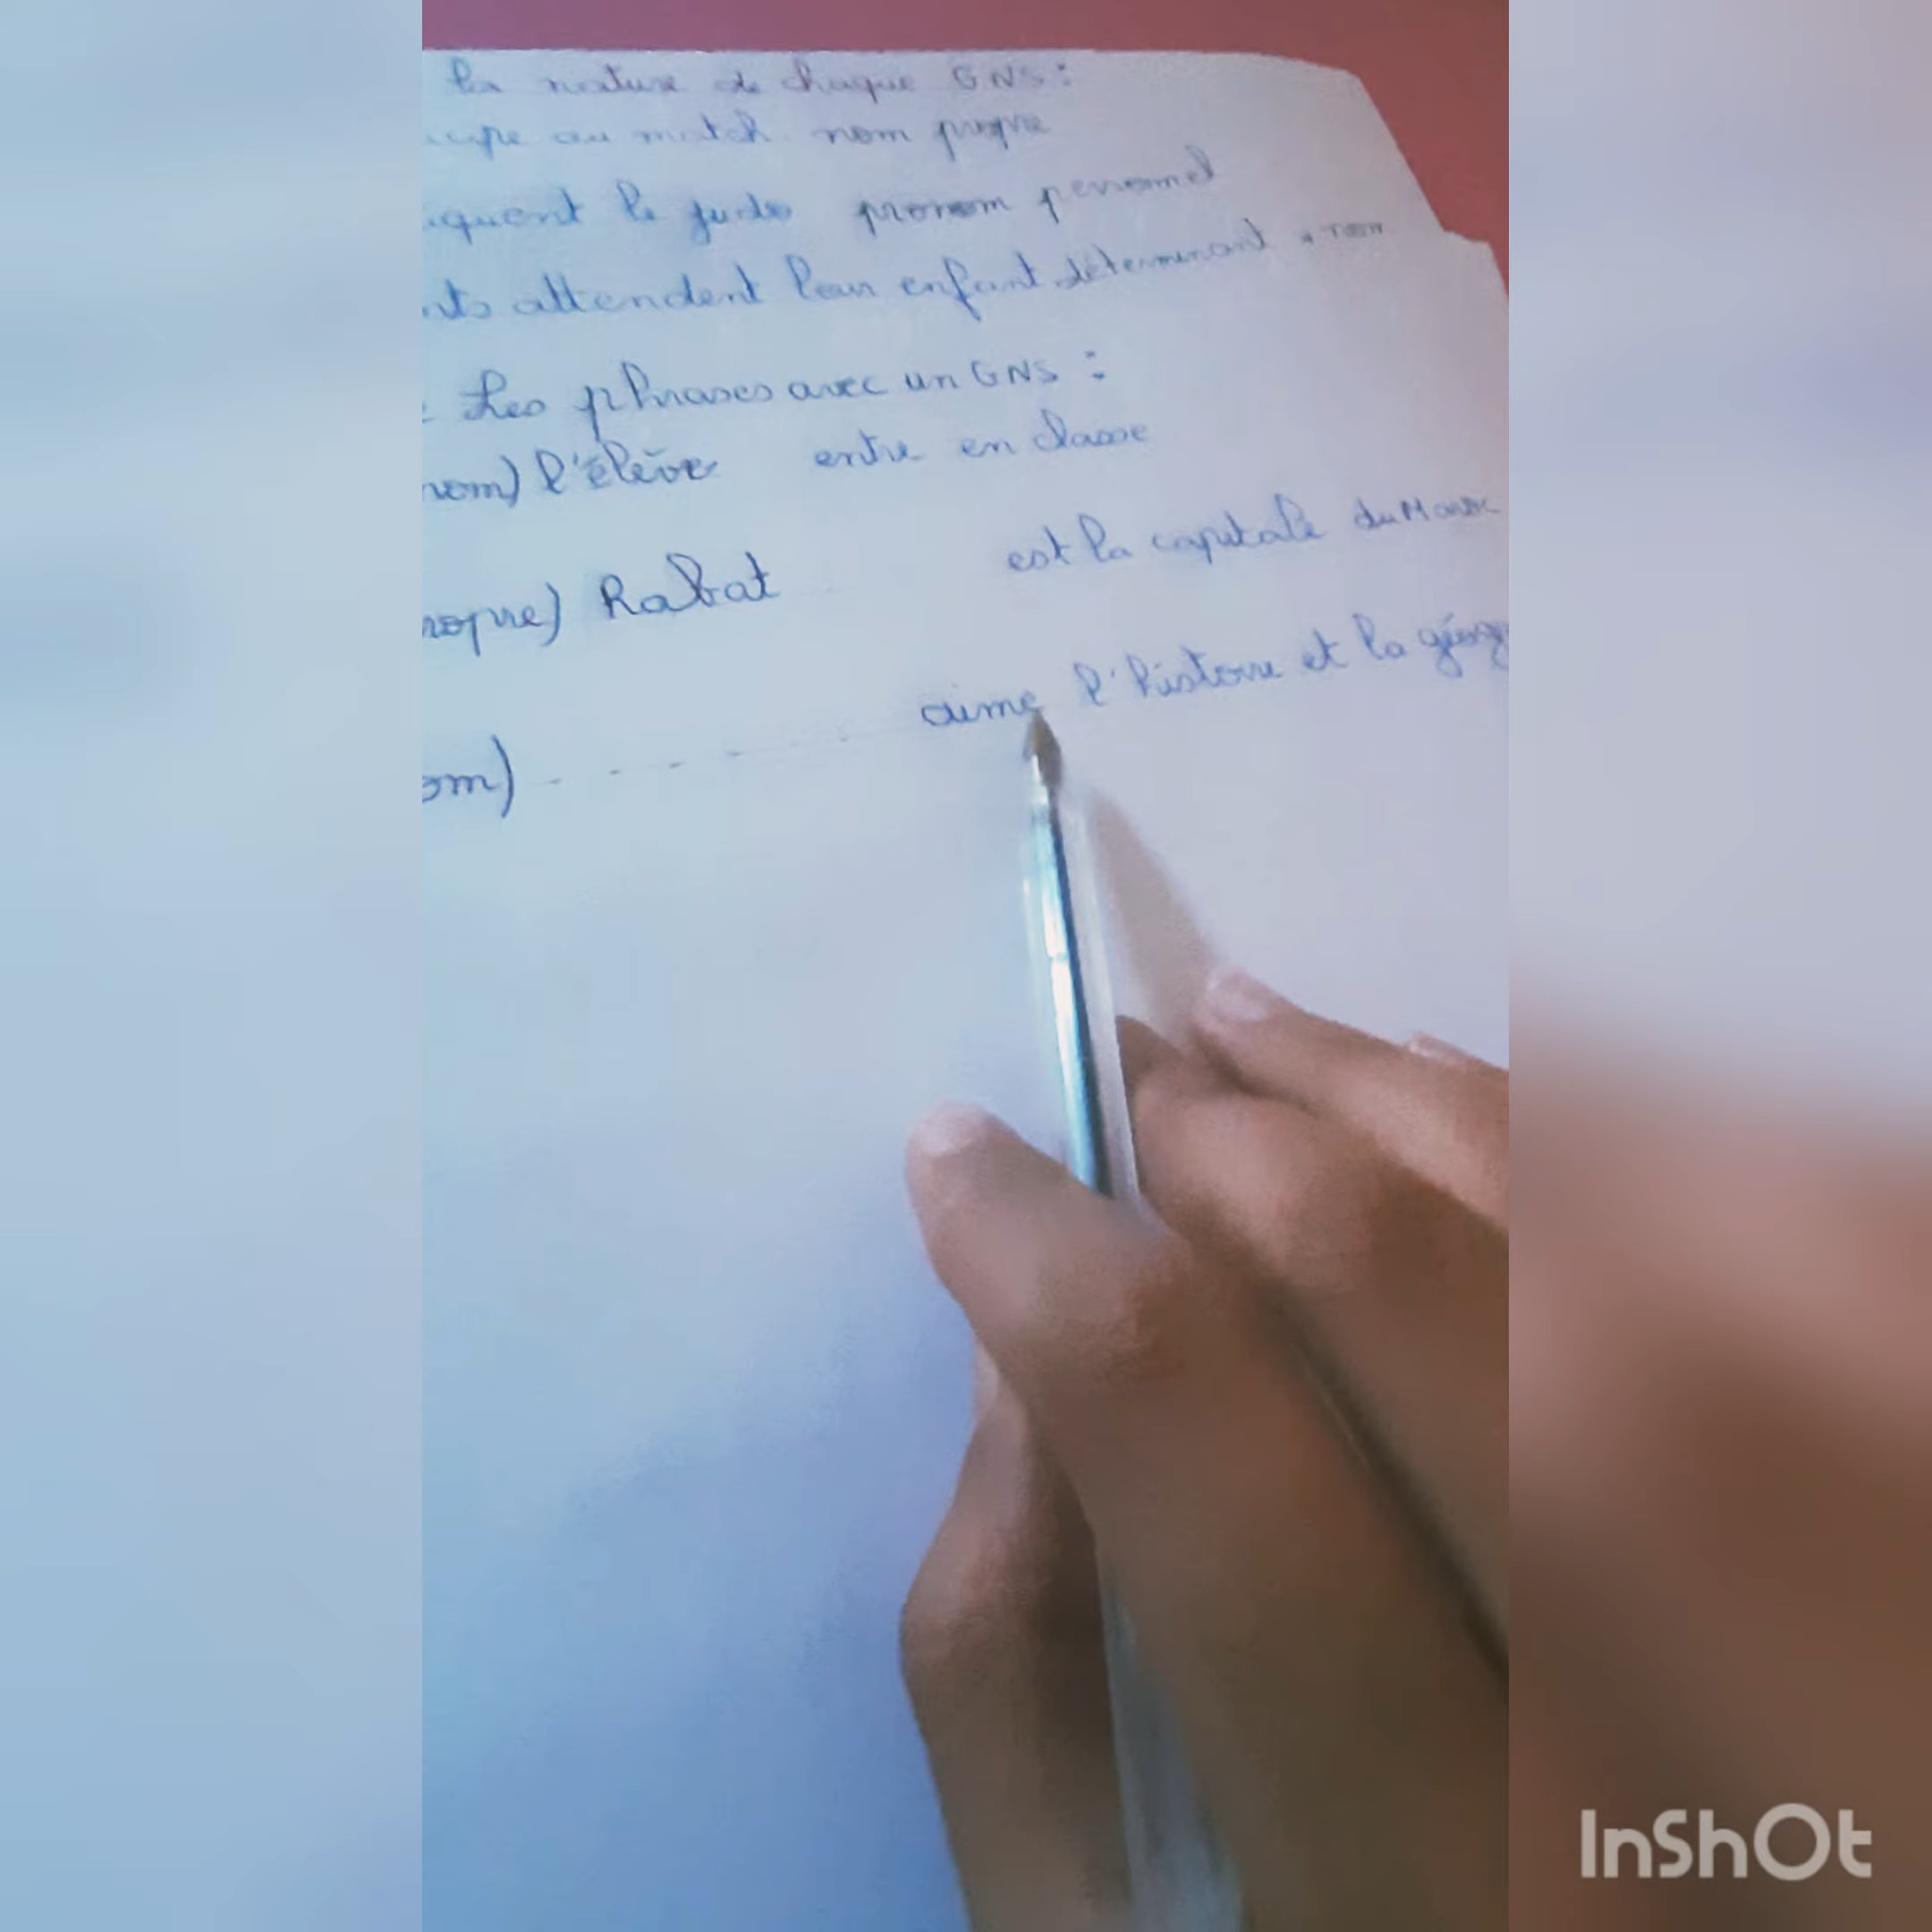 la nature de chaque GNS :
au match. nom propre
le judo pronom personnel
attendent leur enfant. déterminant + nom
Les phrases avec un GNS :
nom) l'élève entre en classe
ropre) Rabat est la capitale du Maroc
om) - - - - - - aime l'histoire et la géog
InShOt